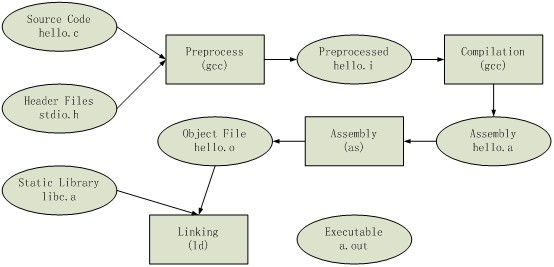 Source Code
hello.c
Preprocess
(gcc)
Preprocessed
hello.i
Compilation
(gcc)
Header Files
stdio.h
Object File
hello.o
Assembly
(as)
Assembly
hello.a
Static Library
libc.a
Linking
(ld)
Executable
a.out